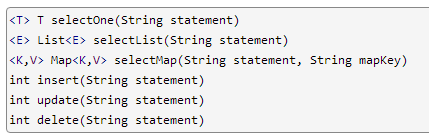 <T> T selectOne(String statement)
<E> List<E> selectList(String statement)
<K,V> Map<K,V> selectMap(String statement, String mapKey)
int insert(String statement)
int update(String statement)
int delete(String statement)